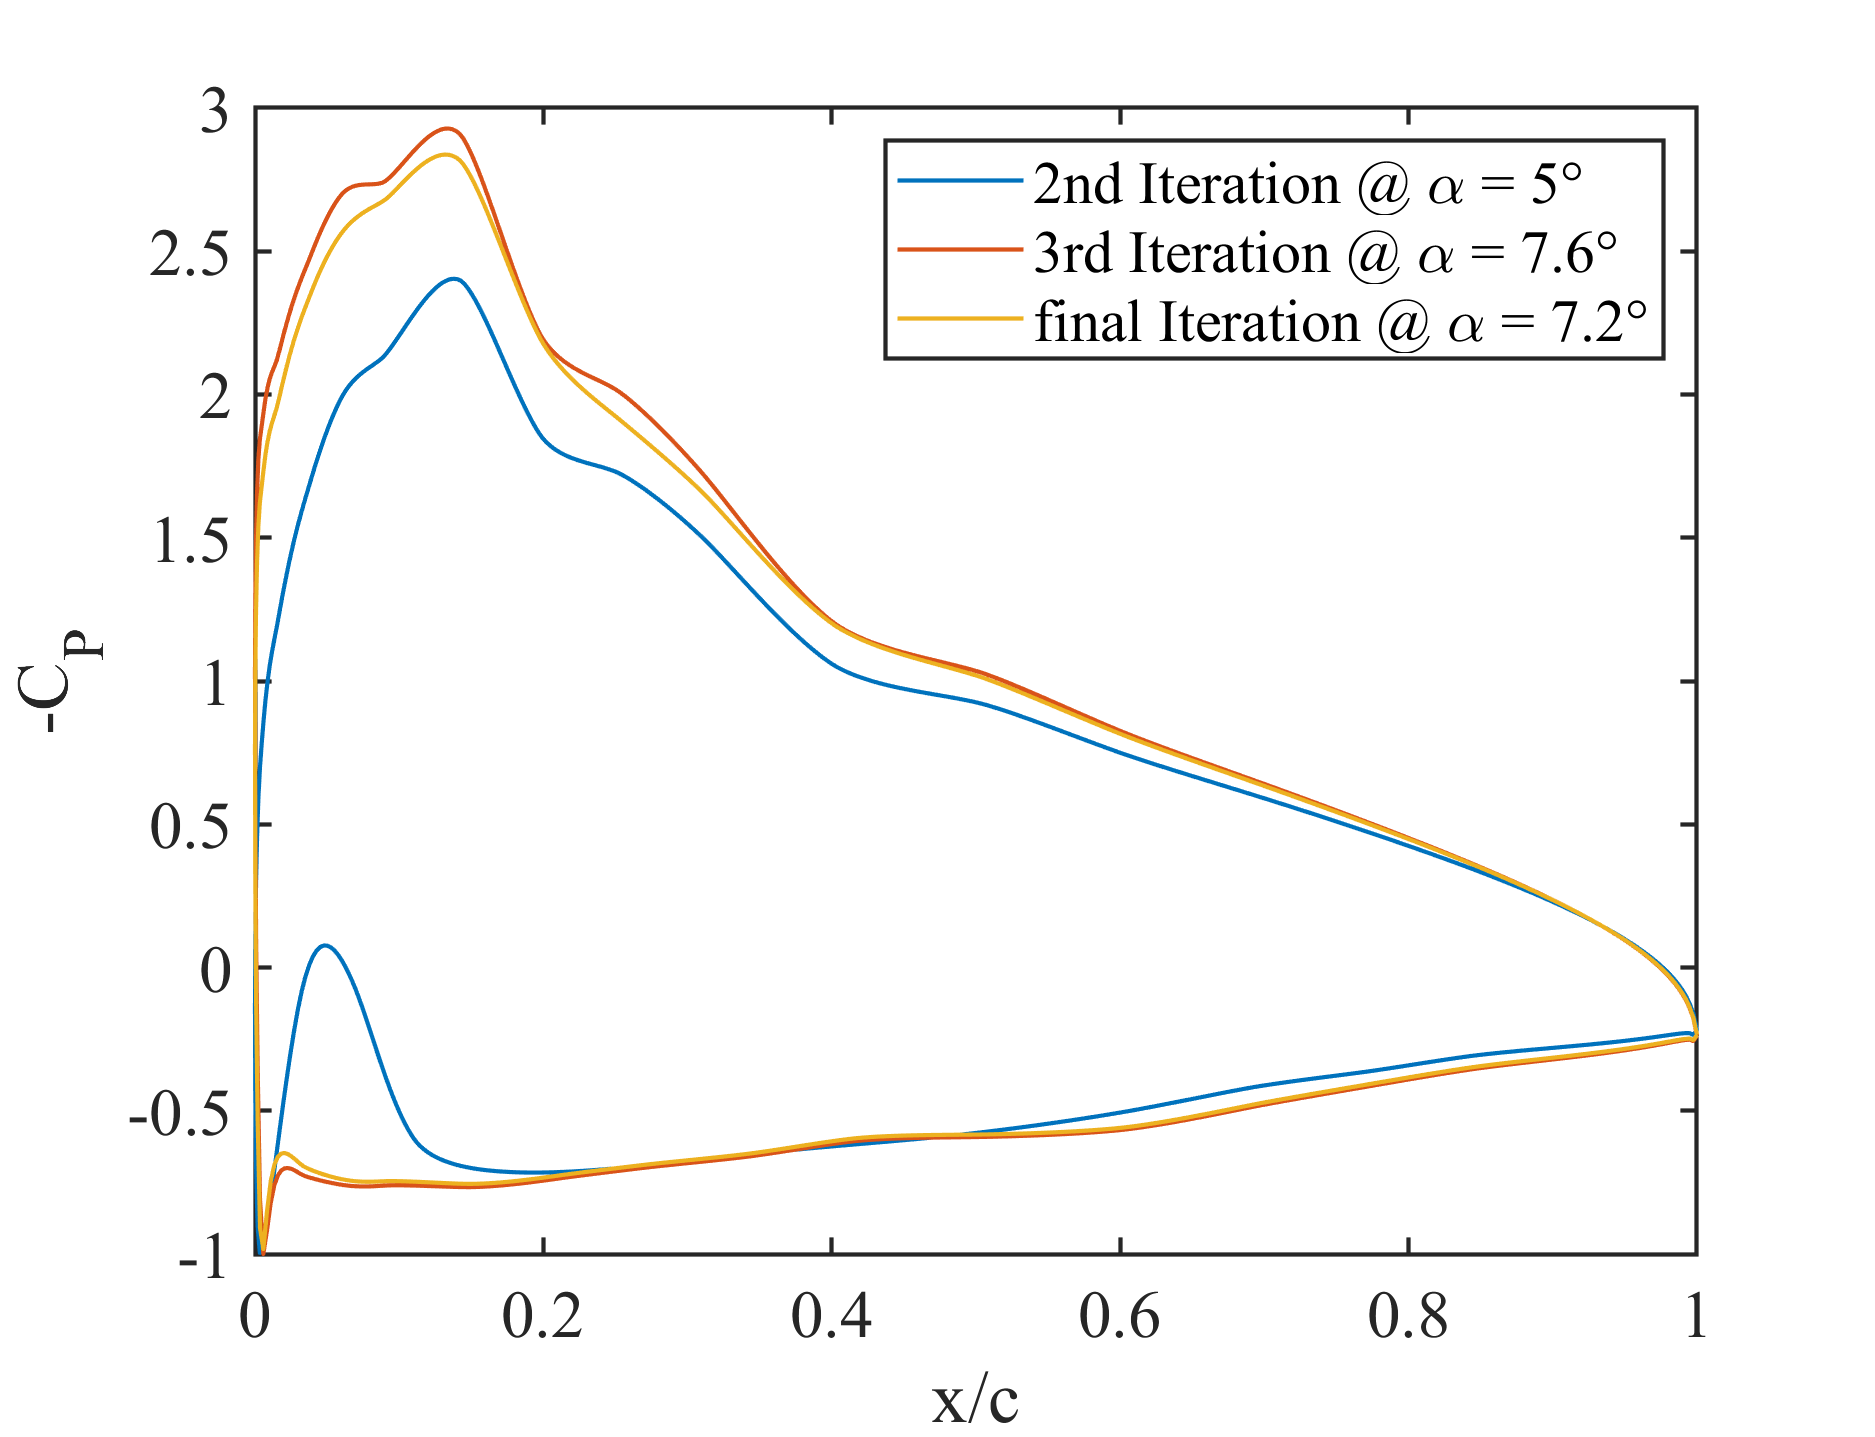 3
2.5
2
1.5
1
0.5
0
-0.5
-1
-C_P
2nd Iteration @ α = 5°
3rd Iteration @ α = 7.6°
final Iteration @ α = 7.2°
0 0.2 0.4 0.6 0.8 1
x/c